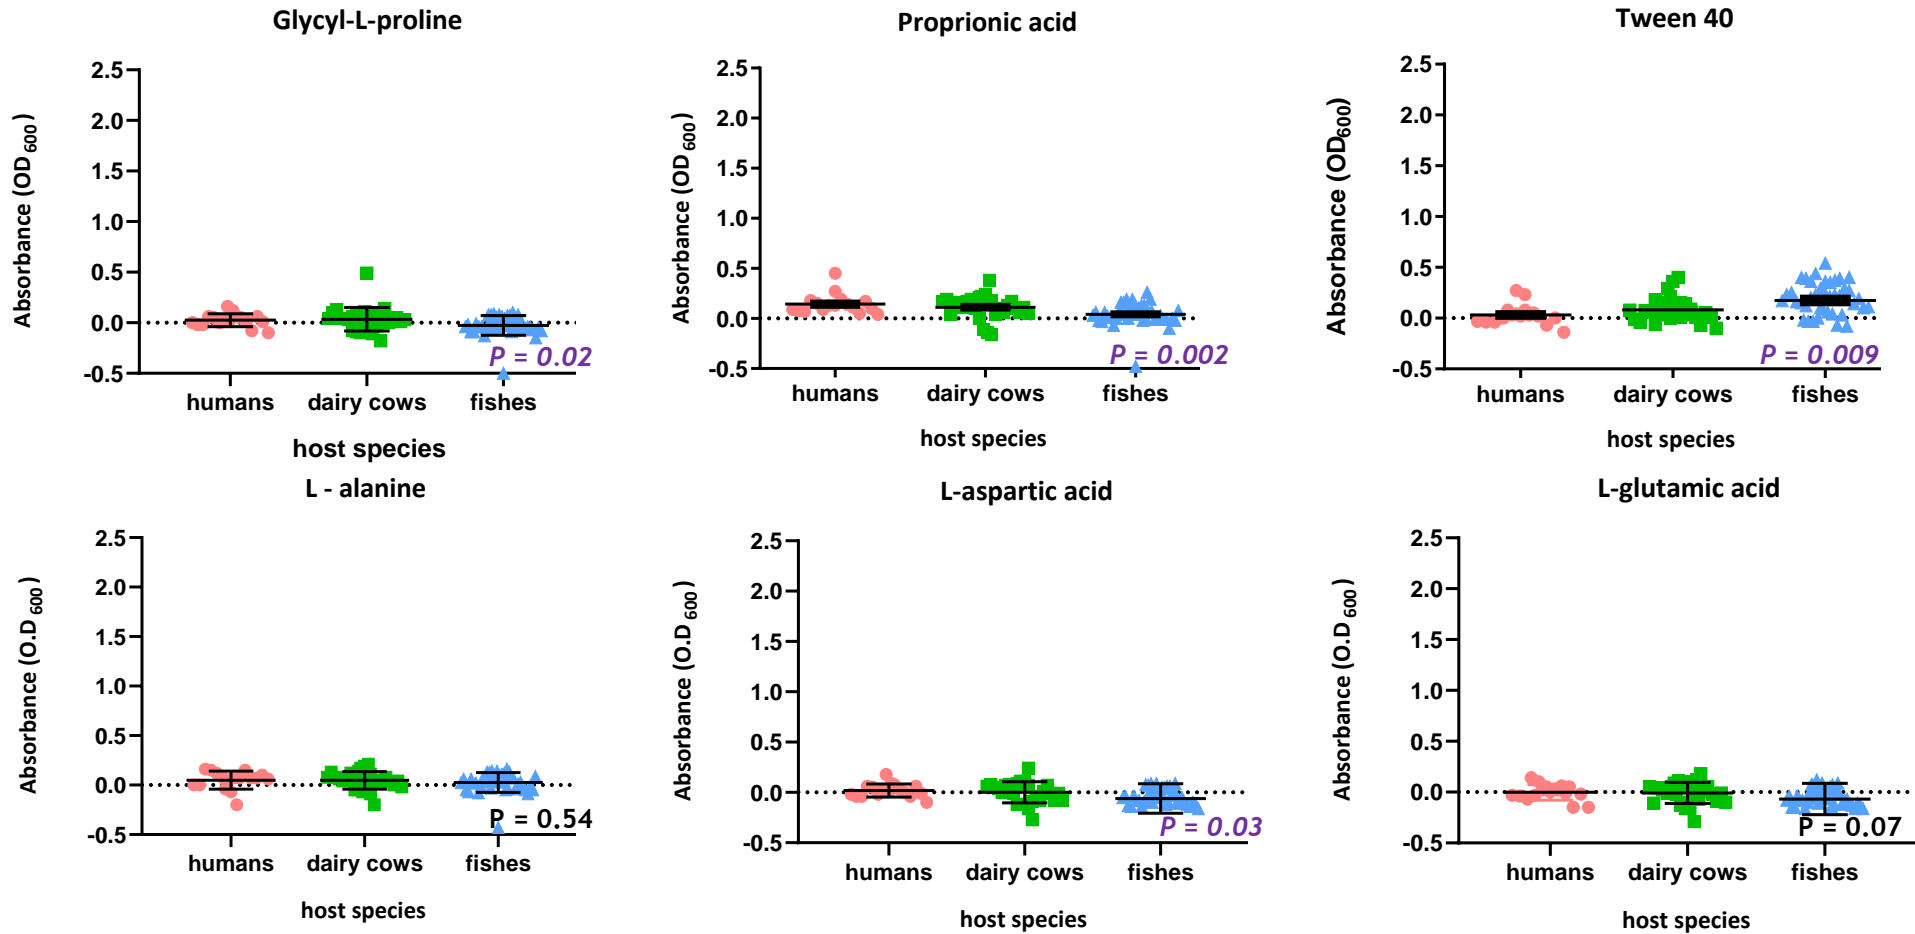 Glycyl-L-proline
Absorbance (OD600)
2.5
2.0
1.5
1.0
0.5
0.0
-0.5
P = 0.02
humans dairy cows fishes
host species
Proprionic acid
Absorbance (OD600)
2.5
2.0
1.5
1.0
0.5
0.0
-0.5
P = 0.002
humans dairy cows fishes
host species
Tween 40
Absorbance (OD600)
2.5
2.0
1.5
1.0
0.5
0.0
-0.5
P = 0.009
humans dairy cows fishes
host species
L - alanine
Absorbance (O.D600)
2.5
2.0
1.5
1.0
0.5
0.0
-0.5
P = 0.54
humans dairy cows fishes
host species
L-aspartic acid
Absorbance (O.D600)
2.5
2.0
1.5
1.0
0.5
0.0
-0.5
P = 0.03
humans dairy cows fishes
host species
L-glutamic acid
Absorbance (O.D600)
2.5
2.0
1.5
1.0
0.5
0.0
-0.5
P = 0.07
humans dairy cows fishes
host species